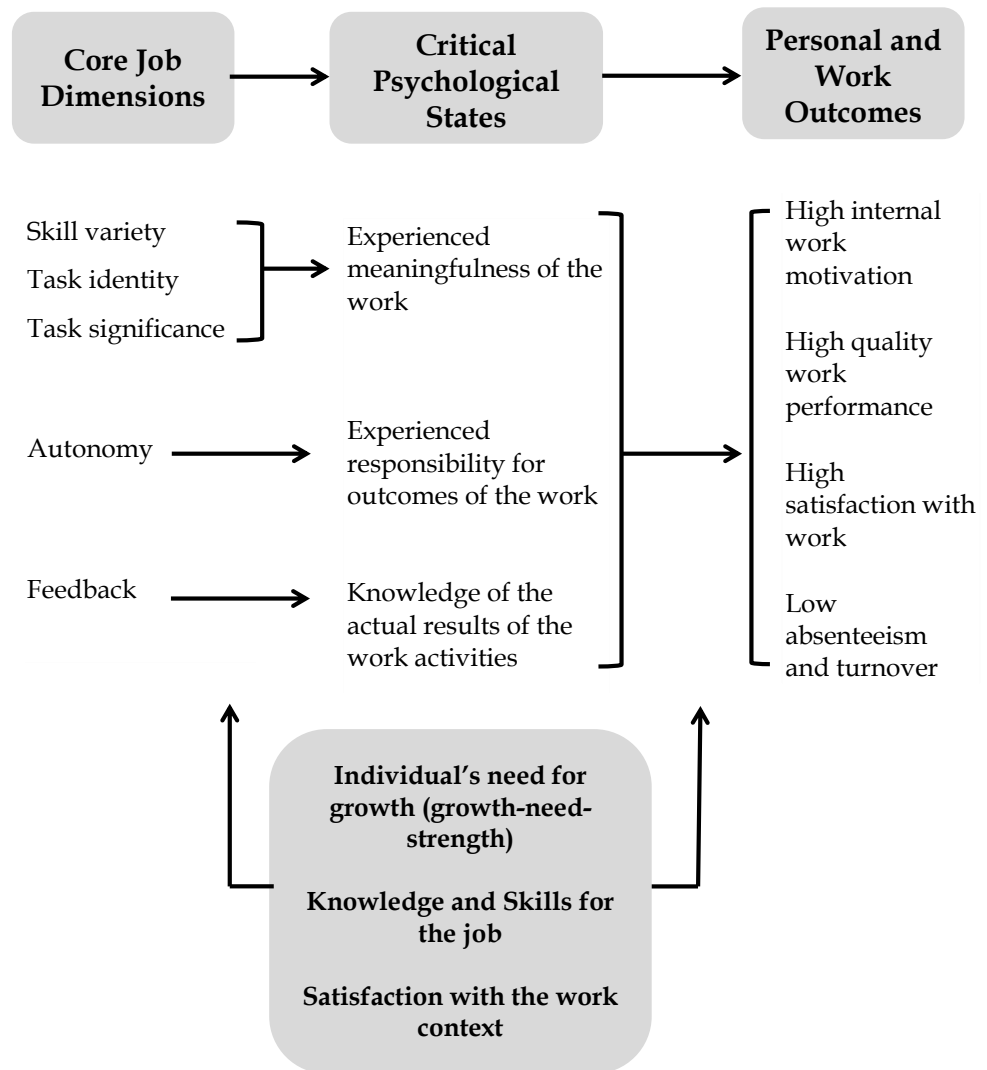 Core Job
Dimensions
Critical
Psychological
States
Personal and
Work
Outcomes
Skill variety
Task identity
Task significance
Experienced
meaningfulness of the
work
Autonomy
Experienced
responsibility for
outcomes of the work
Feedback
Knowledge of the
actual results of the
work activities
High internal
work
motivation
High quality
work
performance
High
satisfaction with
work
Low
absenteeism
and turnover
Individual’s need for
growth (growth-need-
strength)
Knowledge and Skills for
the job
Satisfaction with the work
context